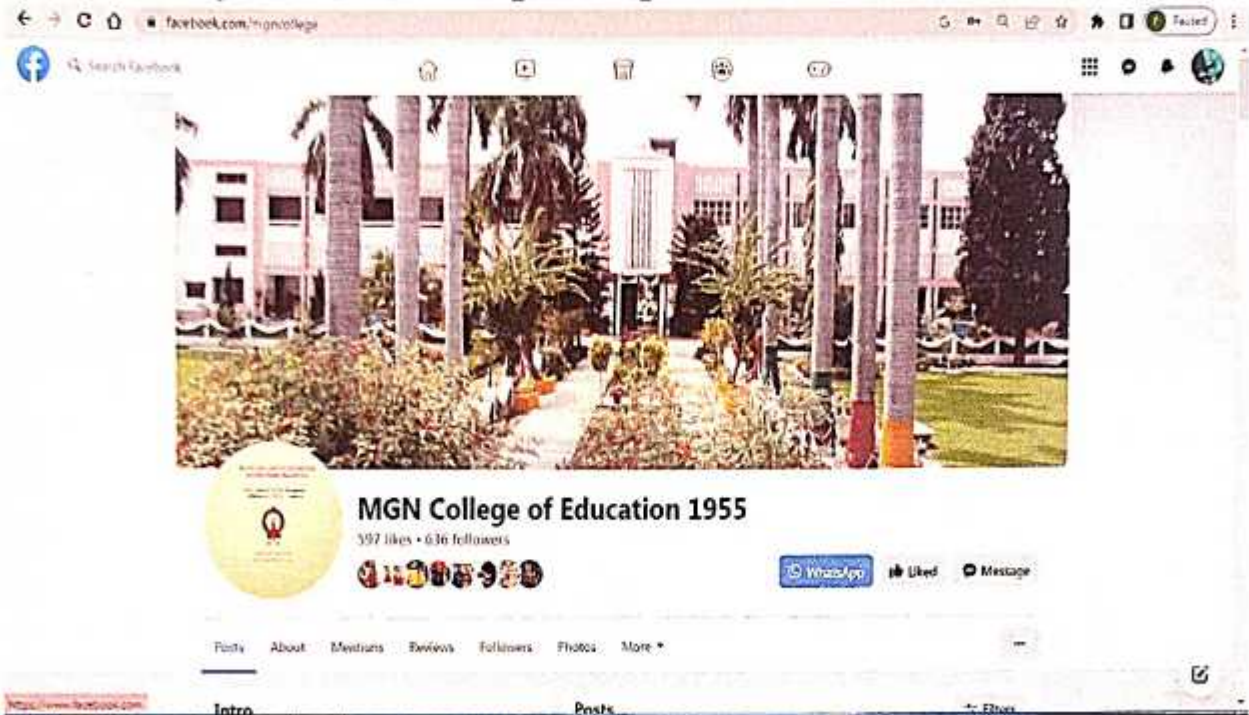 facebook.com/mgncollege
Paused
Search Facebook
MGN College of Education 1955
597 likes • 636 followers
WhatsApp
Liked
Message
Posts About Mentions Reviews Followers Photos More
https://www.facebook.com
Intro
Posts
Filters